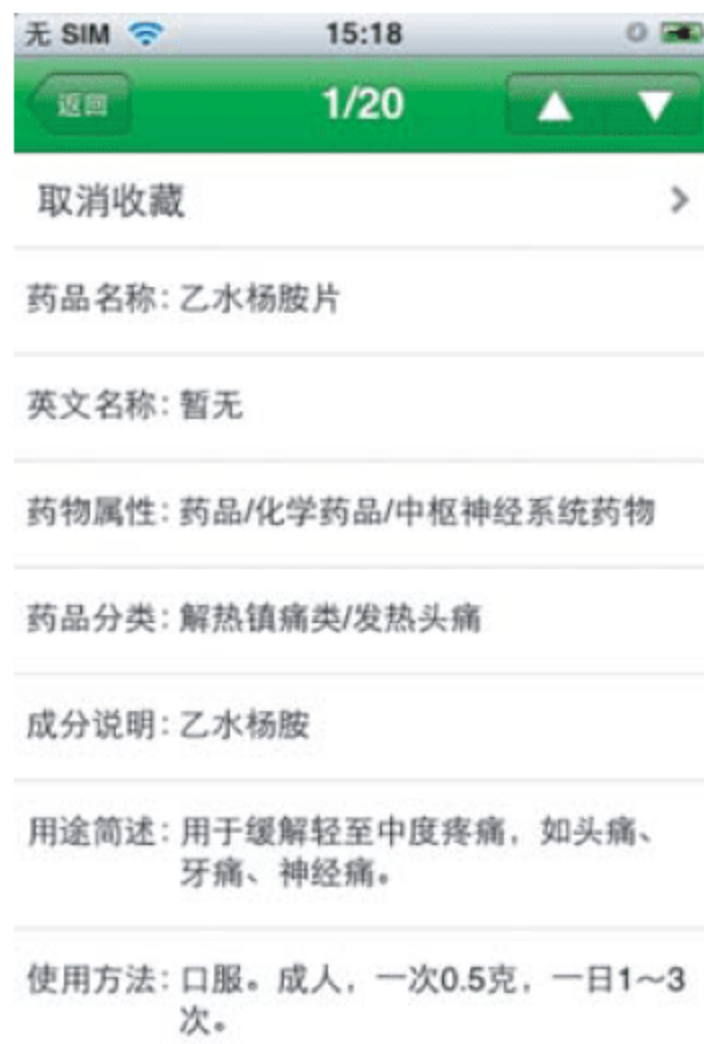 无 SIM 15:18
返回 1/20 ▲ ▼
取消收藏
药品名称: 乙水杨胺片
英文名称: 暂无
药物属性: 药品/化学药品/中枢神经系统药物
药品分类: 解热镇痛类/发热头痛
成分说明: 乙水杨胺
用途简述: 用于缓解轻至中度疼痛，如头痛、
牙痛、神经痛。
使用方法: 口服。成人，一次0.5克，一日1～3
次。